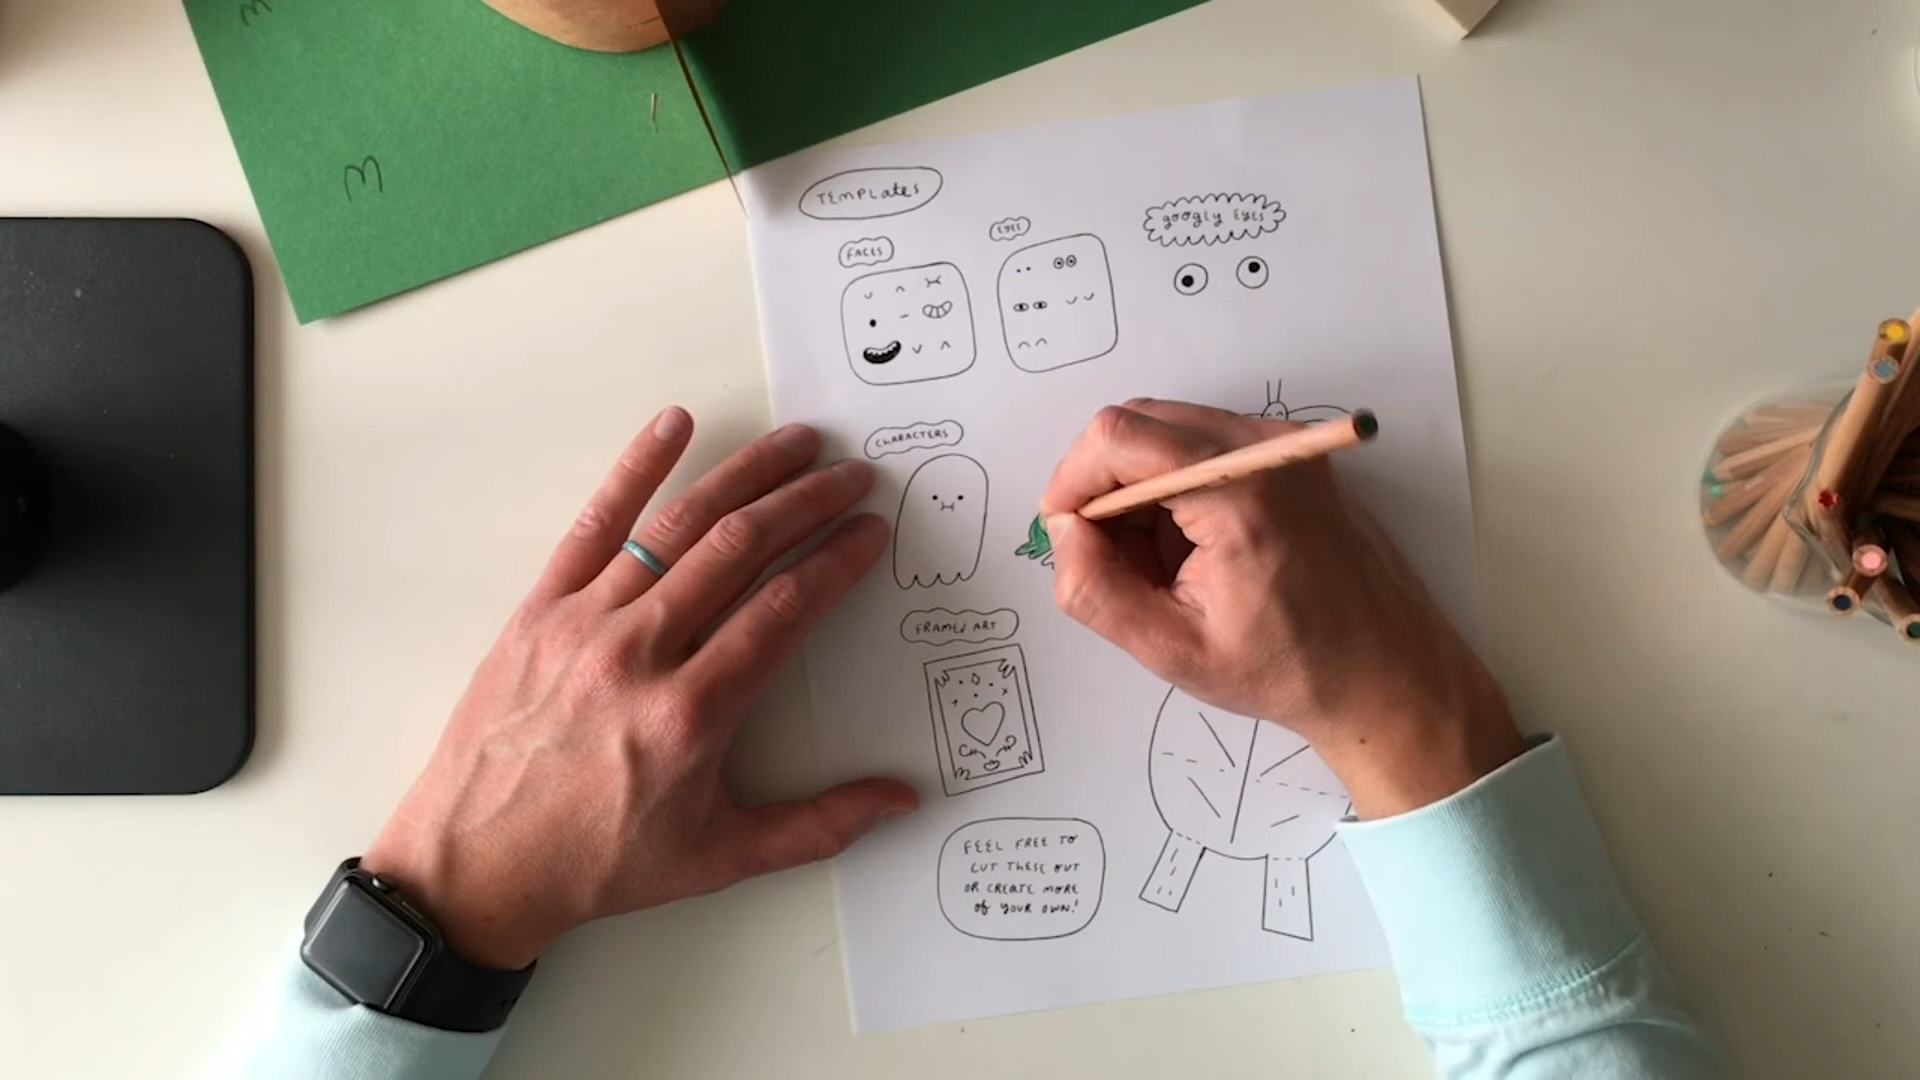 m
m
TEMPLates
FACES
EYES
googly EyES
CHARACTERS
FRAMED ART
FEEL FREE TO
CUT THESE OUT
OR CREATE MORE
of YOUR OWN!